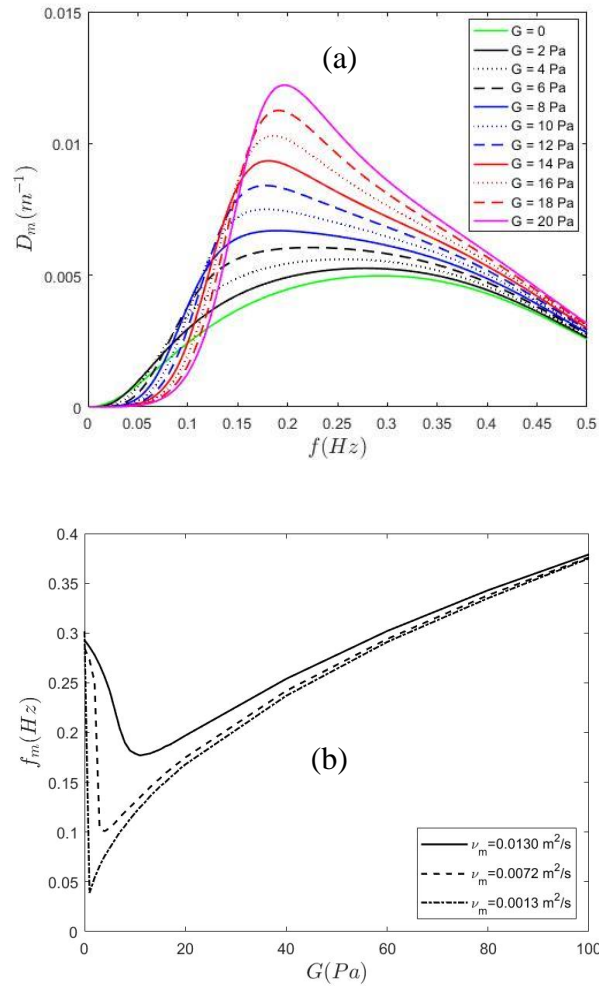 (a)
0.015
0.01
0.005
0
D_m (m^{-1})
G = 0
G = 2 Pa
G = 4 Pa
G = 6 Pa
G = 8 Pa
G = 10 Pa
G = 12 Pa
G = 14 Pa
G = 16 Pa
G = 18 Pa
G = 20 Pa
0 0.05 0.1 0.15 0.2 0.25 0.3 0.35 0.4 0.45 0.5
f(Hz)
0.4
0.35
0.3
0.25
0.2
0.15
0.1
0.05
0
f_m(Hz)
(b)
ν_m=0.0130 m²/s
ν_m=0.0072 m²/s
ν_m=0.0013 m²/s
0 20 40 60 80 100
G(Pa)